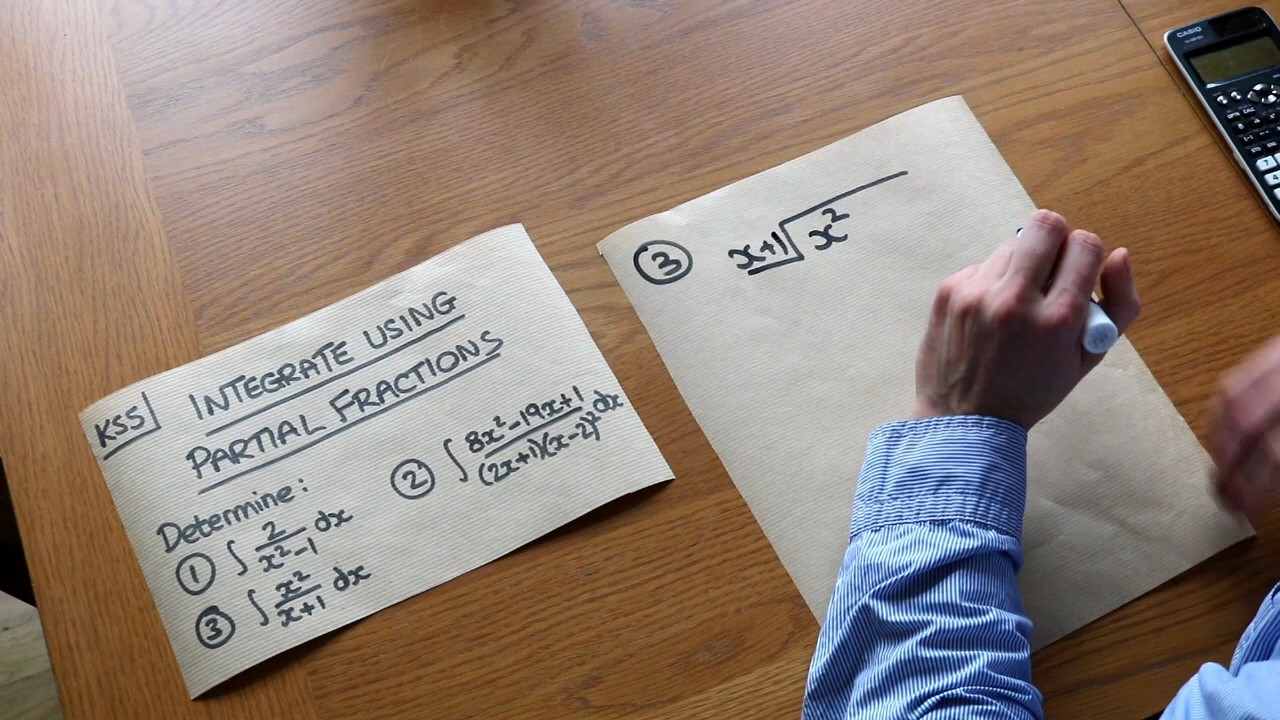 KSS INTEGRATE USING
PARTIAL FRACTIONS
Determine:
① ∫ 2/(x²-1) dx
② ∫ (8x²-19x+1)/((2x+1)(x-2)²) dx
③ ∫ x²/(x+1) dx
③ x+1 x²
CASIO